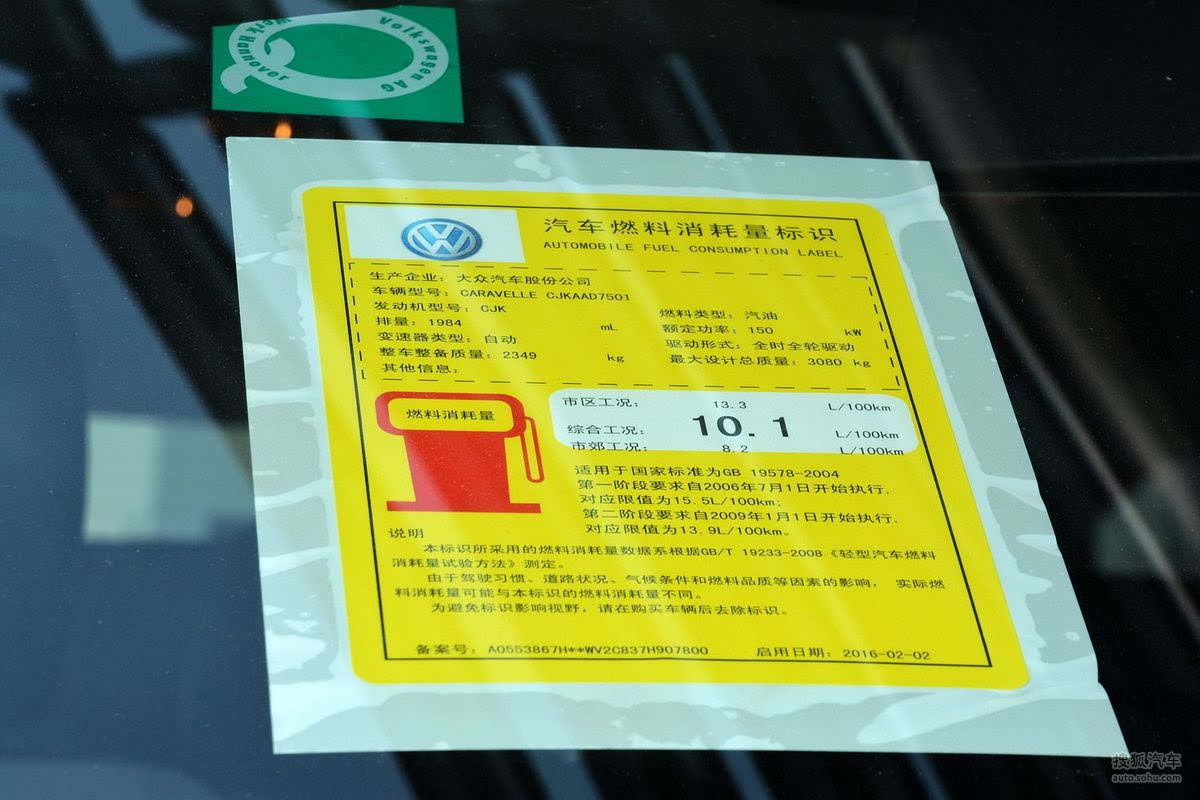 Volkswagen AG
Werk Hannover
汽车燃料消耗量标识
AUTOMOBILE FUEL CONSUMPTION LABEL
生产企业：大众汽车股份公司
车辆型号：CARAVELLE CJKAAD7501
发动机型号：CJK
燃料类型：汽油
排量：1984 mL
额定功率：150 kW
变速器类型：自动
驱动形式：全时全轮驱动
整车整备质量：2349 kg
最大设计总质量：3080 kg
其他信息：
燃料消耗量
市区工况： 13.3 L/100km
综合工况： 10.1 L/100km
市郊工况： 8.2 L/100km
适用于国家标准为GB 19578-2004
第一阶段要求自2006年7月1日开始执行，
对应限值为15.5L/100km；
第二阶段要求自2009年1月1日开始执行，
对应限值为13.9L/100km。
说明
本标识所采用的燃料消耗量数据系根据GB/T 19233-2008《轻型汽车燃料
消耗量试验方法》测定。
由于驾驶习惯、道路状况、气候条件和燃料品质等因素的影响， 实际燃
料消耗量可能与本标识的燃料消耗量不同。
为避免标识影响视野，请在购买车辆后去除标识。
备案号：A0553867H**WV2C837H907800 启用日期：2016-02-02
搜狐汽车
auto.sohu.com